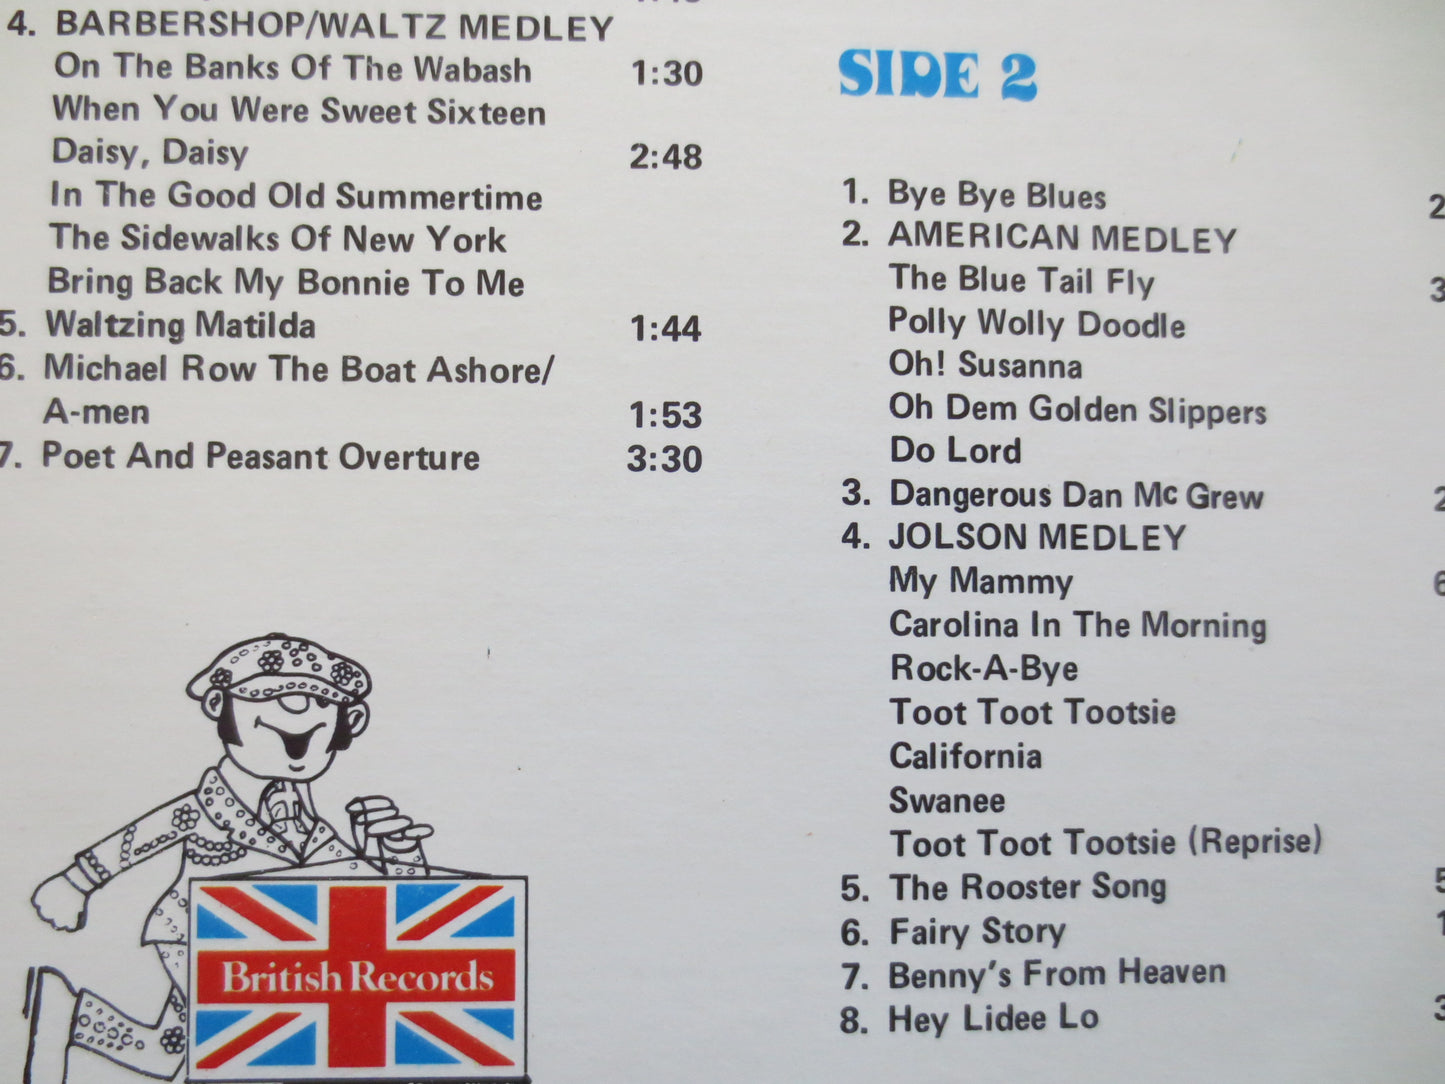 4. BARBERSHOP/WALTZ MEDLEY
On The Banks Of The Wabash 1:30
When You Were Sweet Sixteen
Daisy, Daisy 2:48
In The Good Old Summertime
The Sidewalks Of New York
Bring Back My Bonnie To Me
5. Waltzing Matilda 1:44
6. Michael Row The Boat Ashore/
A-men 1:53
7. Poet And Peasant Overture 3:30
SIDE 2
1. Bye Bye Blues
2. AMERICAN MEDLEY
The Blue Tail Fly
Polly Wolly Doodle
Oh! Susanna
Oh Dem Golden Slippers
Do Lord
3. Dangerous Dan Mc Grew
4. JOLSON MEDLEY
My Mammy
Carolina In The Morning
Rock-A-Bye
Toot Toot Tootsie
California
Swanee
Toot Toot Tootsie (Reprise)
5. The Rooster Song
6. Fairy Story
7. Benny's From Heaven
8. Hey Lidee Lo
British Records